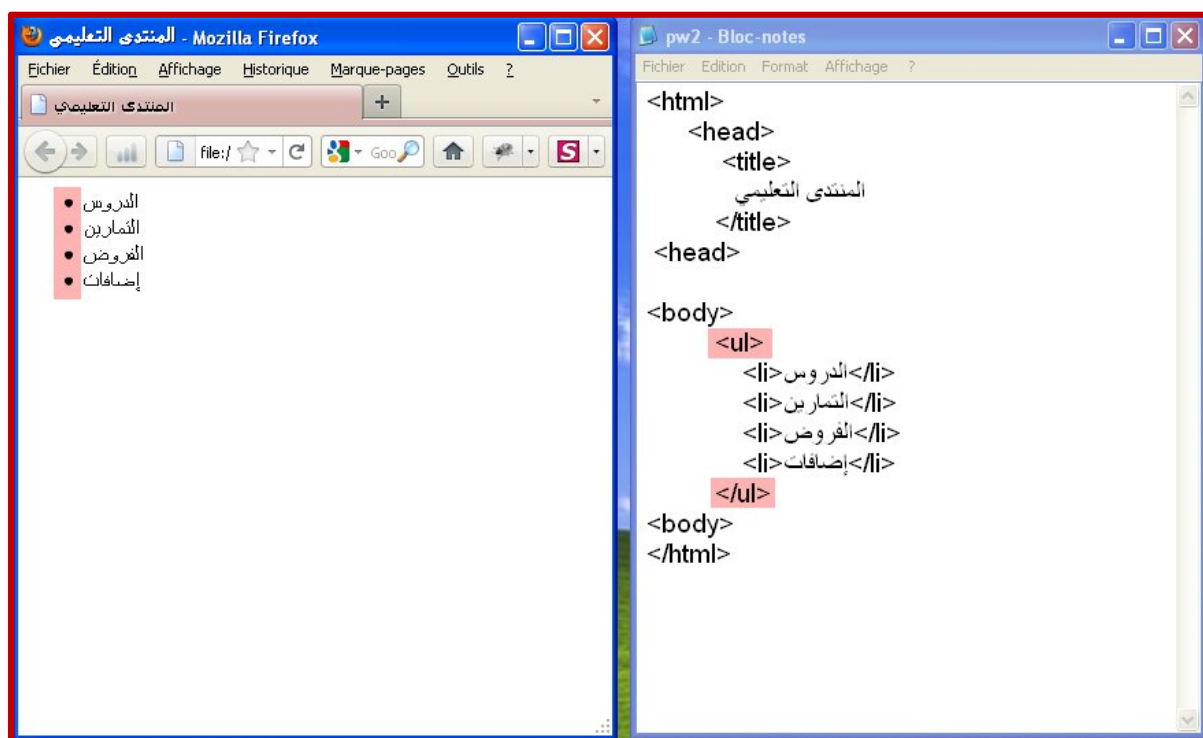 المنتدى التعليمي - Mozilla Firefox
Fichier Édition Affichage Historique Marque-pages Outils ?
المنتدى التعليمي +
file:/ Goo S
• الدروس
• التمارين
• الفروض
• إضافات
pw2 - Bloc-notes
Fichier Edition Format Affichage ?
<html>
<head>
<title>
المنتدى التعليمي
</title>
<head>
<body>
<ul>
<li>الدروس</li>
<li>التمارين</li>
<li>الفروض</li>
<li>إضافات</li>
</ul>
<body>
</html>